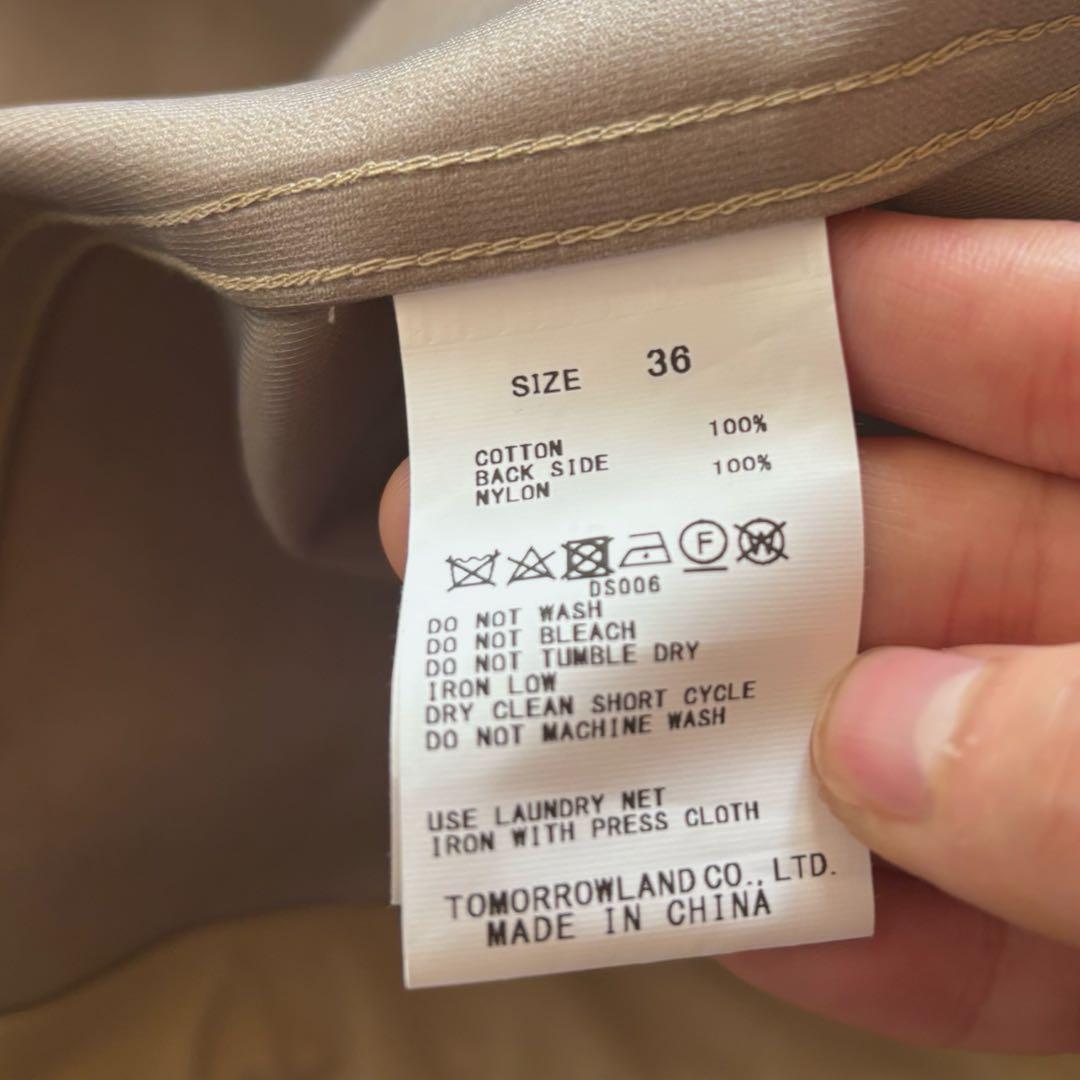 SIZE 36
COTTON 100%
BACK SIDE
NYLON 100%
F W
DS006
DO NOT WASH
DO NOT BLEACH
DO NOT TUMBLE DRY
IRON LOW
DRY CLEAN SHORT CYCLE
DO NOT MACHINE WASH
USE LAUNDRY NET
IRON WITH PRESS CLOTH
TOMORROWLAND CO., LTD.
MADE IN CHINA